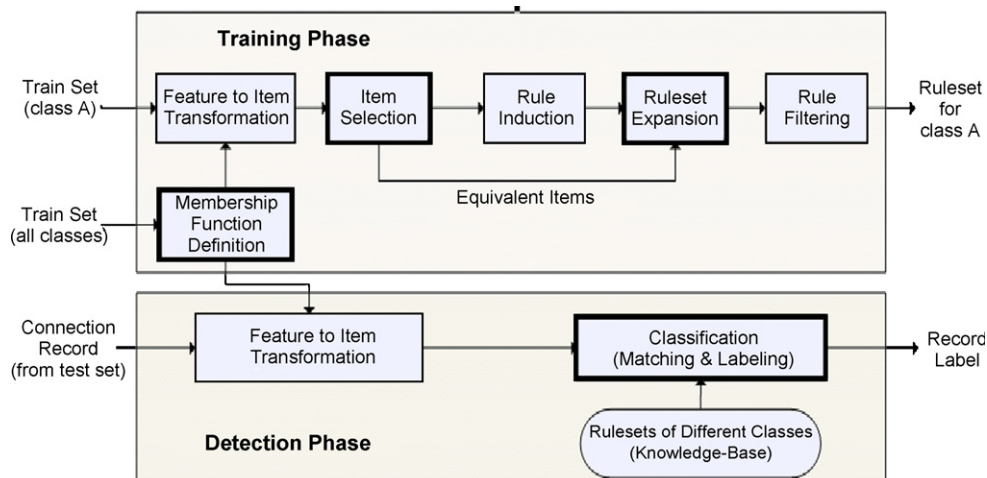 Training Phase
Train Set
(class A)
Feature to Item
Transformation
Item
Selection
Rule
Induction
Ruleset
Expansion
Rule
Filtering
Ruleset
for
class A
Equivalent Items
Train Set
(all classes)
Membership
Function
Definition
Connection
Record
(from test set)
Feature to Item
Transformation
Classification
(Matching & Labeling)
Record
Label
Rulesets of Different Classes
(Knowledge-Base)
Detection Phase